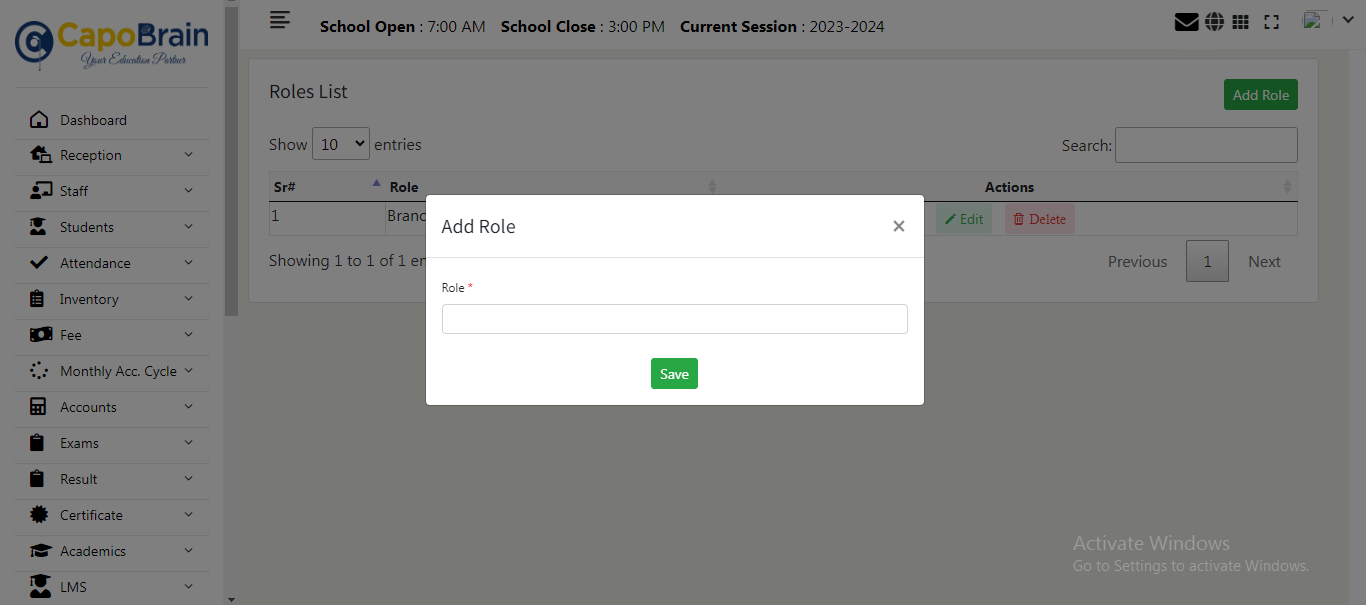 CapoBrain
Your Education Partner
School Open : 7:00 AM School Close : 3:00 PM Current Session : 2023-2024
Dashboard
Reception
Staff
Students
Attendance
Inventory
Fee
Monthly Acc. Cycle
Accounts
Exams
Result
Certificate
Academics
LMS
Roles List
Add Role
Show 10 entries
Search:
Sr# Role Actions
1 Edit Delete
Showing 1 to 1 of 1
Previous 1 Next
Add Role
×
Role *
Save
Activate Windows
Go to Settings to activate Windows.